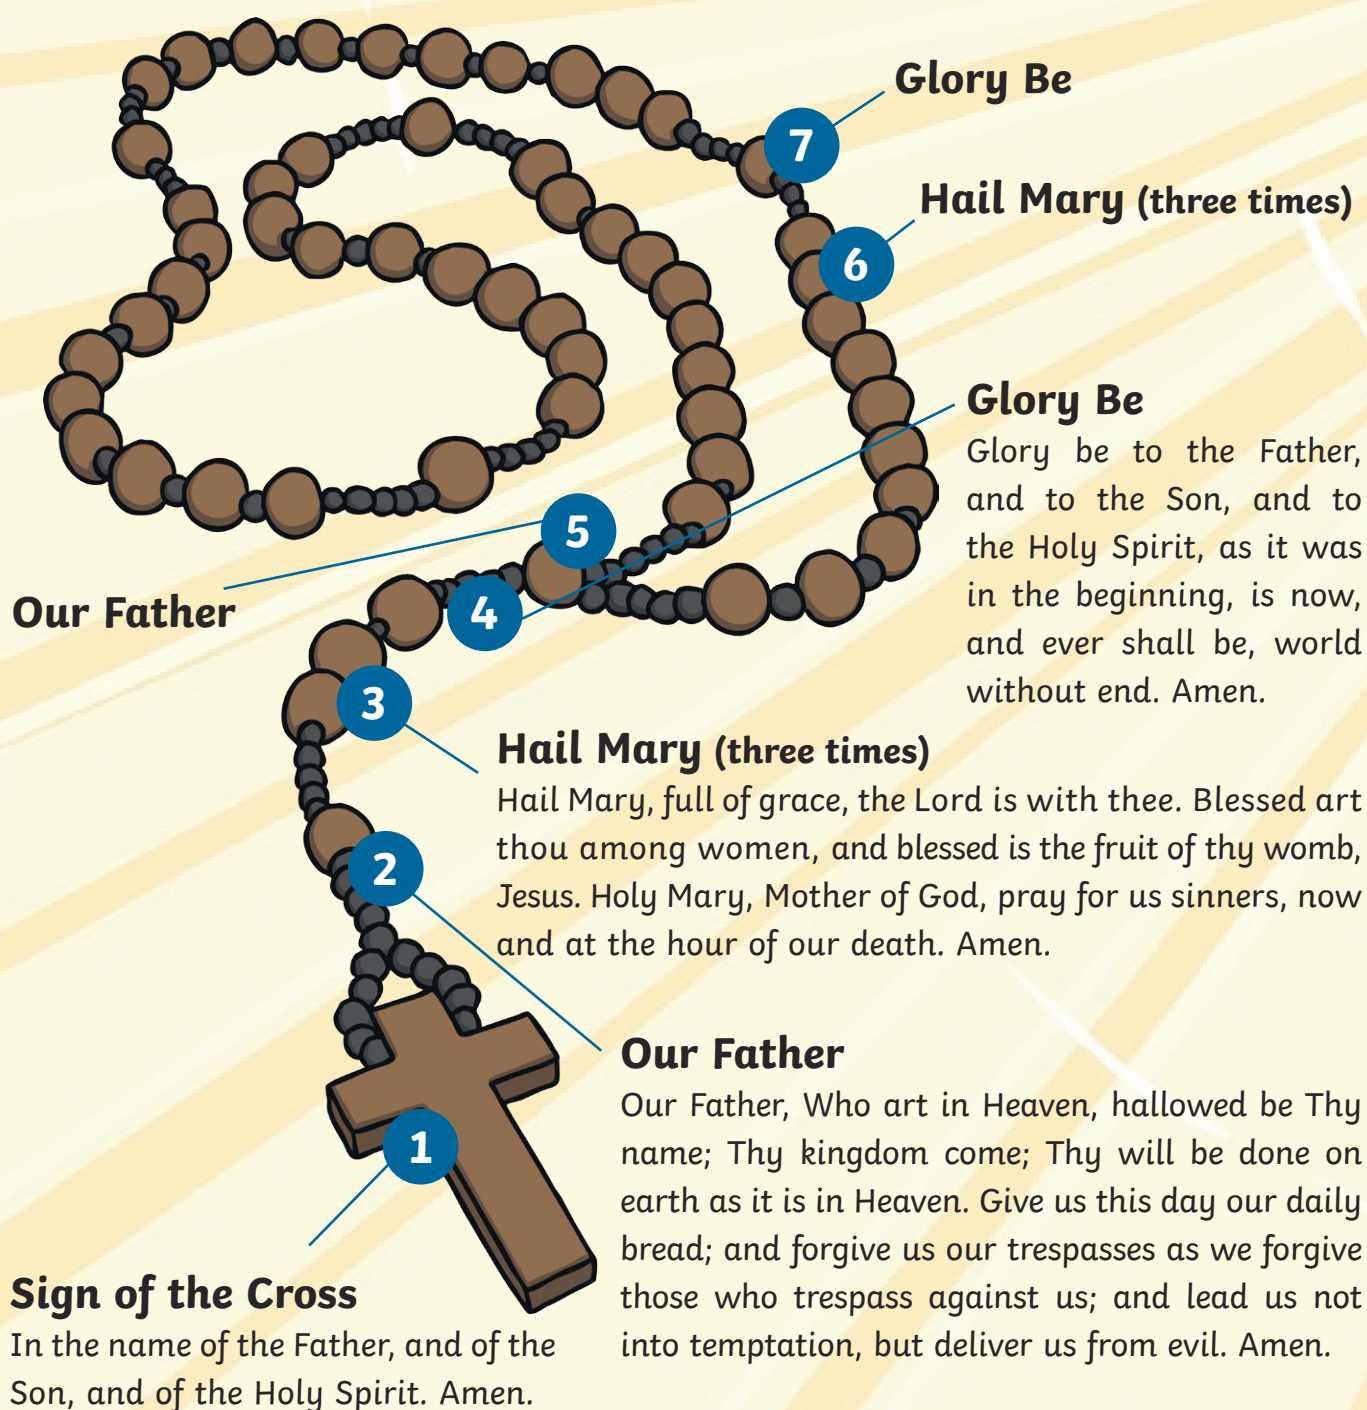 Glory Be
7
Hail Mary (three times)
6
Glory Be
Glory be to the Father,
and to the Son, and to
the Holy Spirit, as it was
in the beginning, is now,
and ever shall be, world
without end. Amen.
5
Our Father
4
3
Hail Mary (three times)
Hail Mary, full of grace, the Lord is with thee. Blessed art
thou among women, and blessed is the fruit of thy womb,
Jesus. Holy Mary, Mother of God, pray for us sinners, now
and at the hour of our death. Amen.
2
Our Father
Our Father, Who art in Heaven, hallowed be Thy
name; Thy kingdom come; Thy will be done on
earth as it is in Heaven. Give us this day our daily
bread; and forgive us our trespasses as we forgive
those who trespass against us; and lead us not
into temptation, but deliver us from evil. Amen.
1
Sign of the Cross
In the name of the Father, and of the
Son, and of the Holy Spirit. Amen.